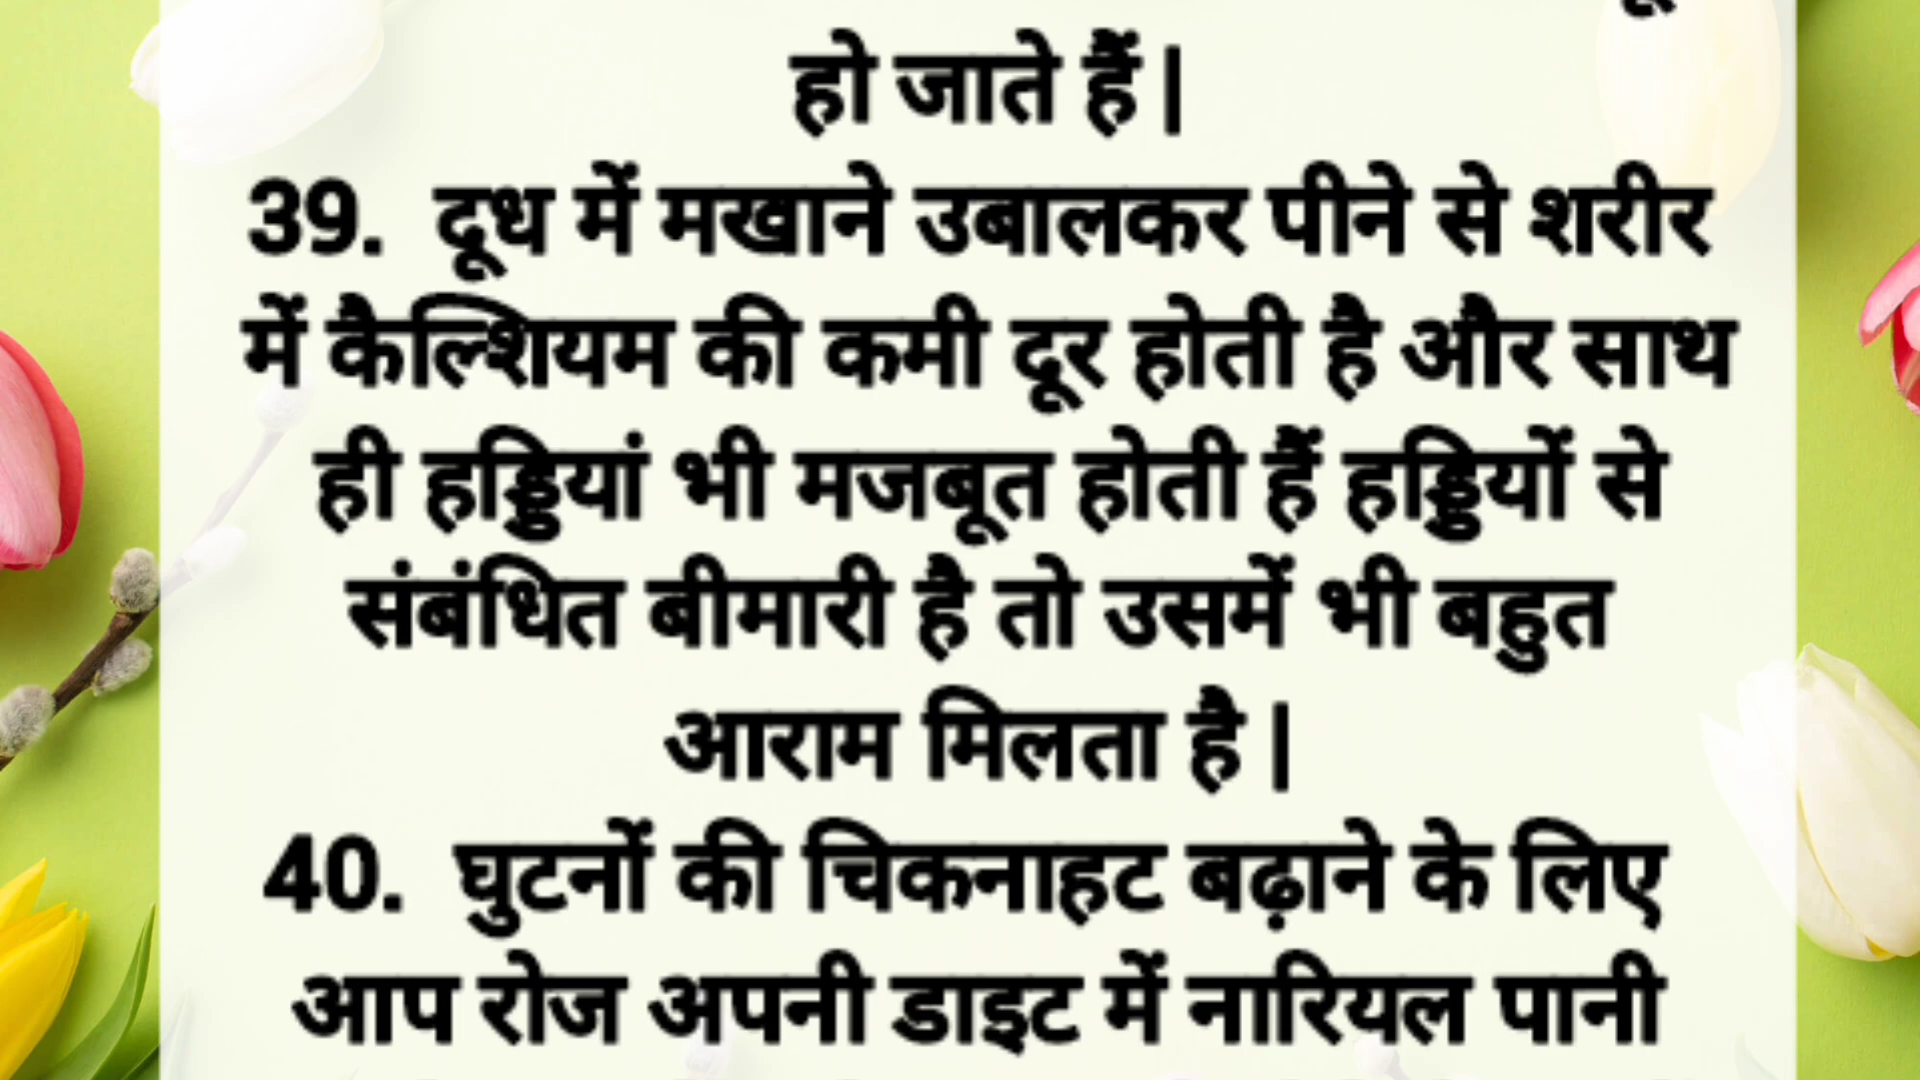 हो जाते हैं |
39. दूध में मखाने उबालकर पीने से शरीर
में कैल्शियम की कमी दूर होती है और साथ
ही हड्डियां भी मजबूत होती हैं हड्डियों से
संबंधित बीमारी है तो उसमें भी बहुत
आराम मिलता है |
40. घुटनों की चिकनाहट बढ़ाने के लिए
आप रोज अपनी डाइट में नारियल पानी